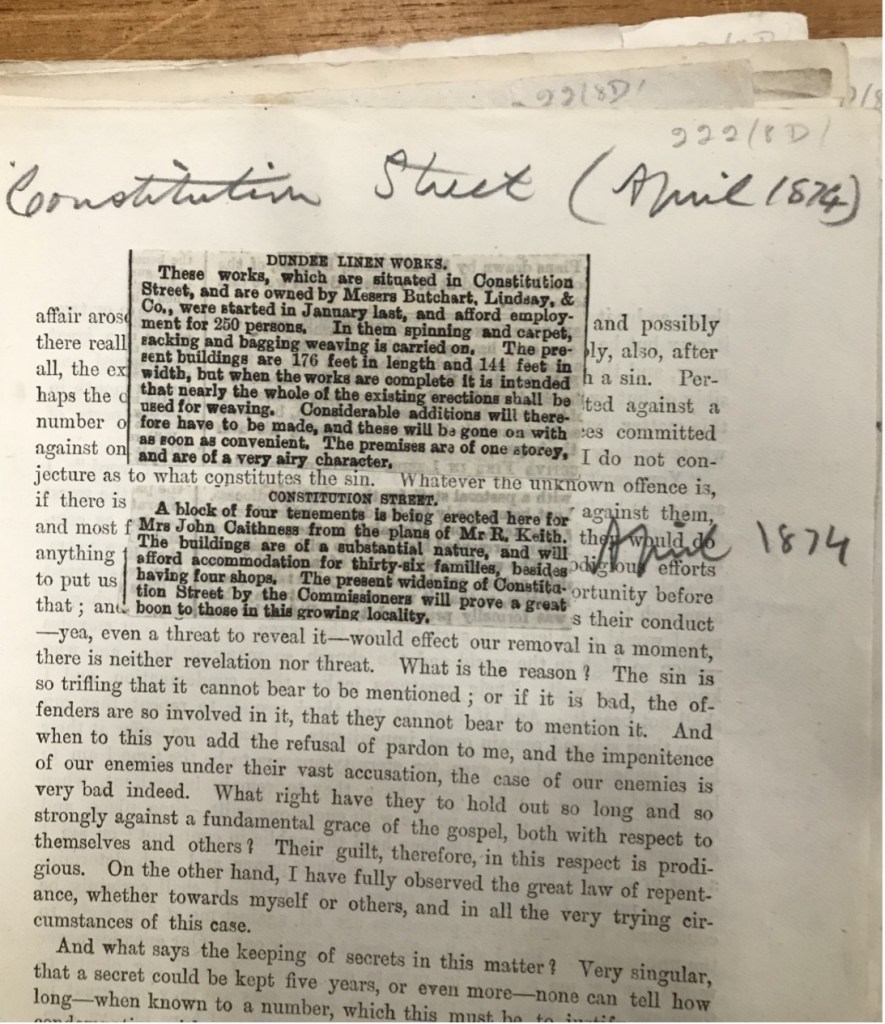 22/8D/
222/8D/
Constitution Street (April 1874)
DUNDEE LINEN WORKS.
These works, which are situated in Constitution
Street, and are owned by Messrs Butchart, Lindsay, &
Co., were started in January last, and afford employ-
ment for 250 persons. In them spinning and carpet,
sacking and bagging weaving is carried on. The pre-
sent buildings are 176 feet in length and 144 feet in
width, but when the works are complete it is intended
that nearly the whole of the existing erections shall be
used for weaving. Considerable additions will there-
fore have to be made, and these will be gone on with
as soon as convenient. The premises are of one storey,
and are of a very airy character.
CONSTITUTION STREET.
A block of four tenements is being erected here for
Mrs John Caithness from the plans of Mr R. Keith.
The buildings are of a substantial nature, and will
afford accommodation for thirty-six families, besides
having four shops. The present widening of Constitu-
tion Street by the Commissioners will prove a great
boon to those in this growing locality.
April 1874
affair arose and possibly
there reall ly, also, after
all, the ex h a sin. Per-
haps the ted against a
number o es committed
against on I do not con-
jecture as to what constitutes the sin. Whatever the unknown offence is,
if there is against them,
and most f they would do
anything odigious efforts
to put us ortunity before
that; and s their conduct
—yea, even a threat to reveal it—would effect our removal in a moment,
there is neither revelation nor threat. What is the reason? The sin is
so trifling that it cannot bear to be mentioned; or if it is bad, the of-
fenders are so involved in it, that they cannot bear to mention it. And
when to this you add the refusal of pardon to me, and the impenitence
of our enemies under their vast accusation, the case of our enemies is
very bad indeed. What right have they to hold out so long and so
strongly against a fundamental grace of the gospel, both with respect to
themselves and others? Their guilt, therefore, in this respect is prodi-
gious. On the other hand, I have fully observed the great law of repent-
ance, whether towards myself or others, and in all the very trying cir-
cumstances of this case.
And what says the keeping of secrets in this matter? Very singular,
that a secret could be kept five years, or even more—none can tell how
long—when known to a number, which this must be to